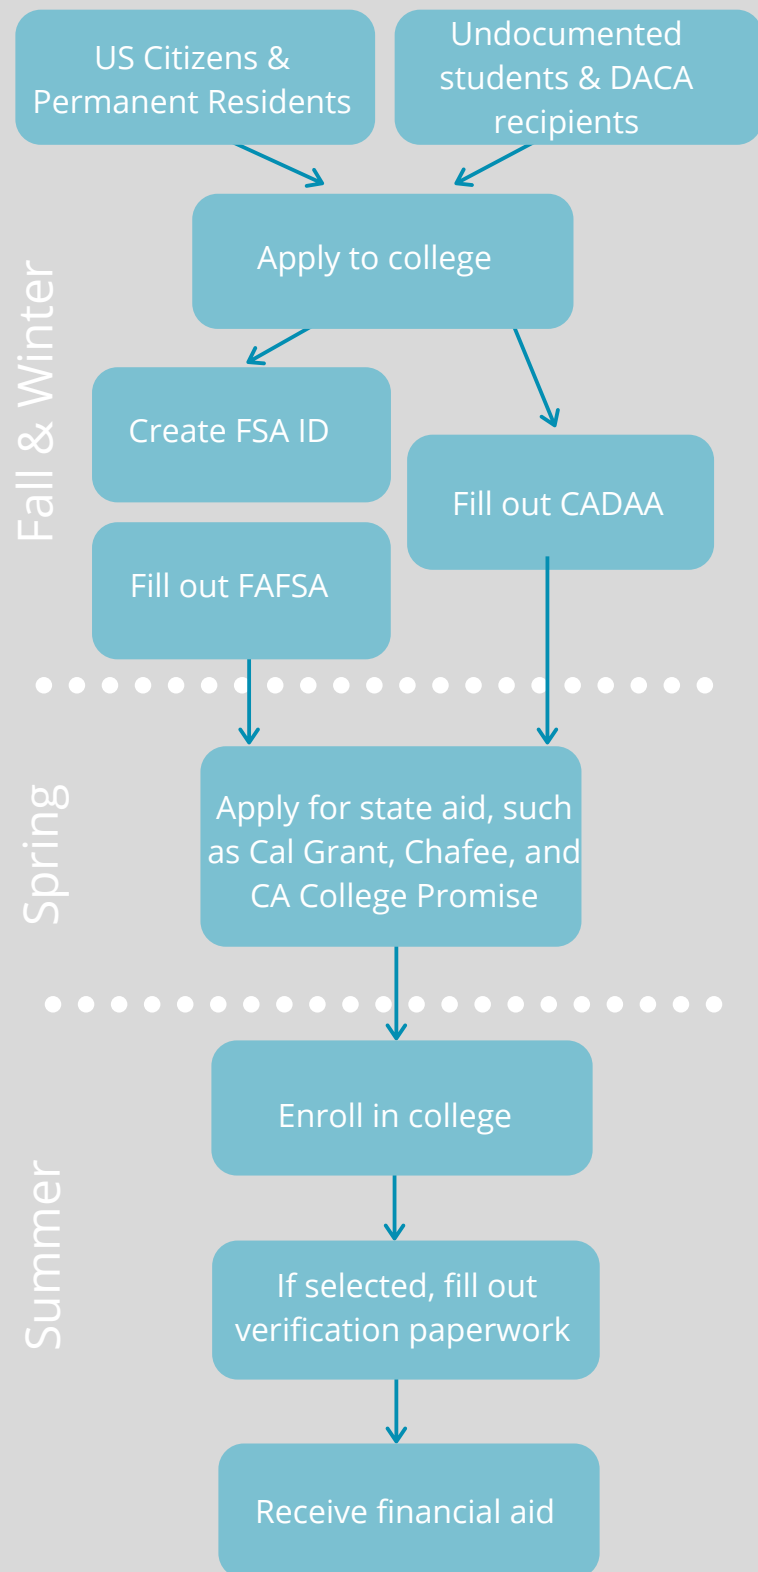 US Citizens &
Permanent Residents
Undocumented
students & DACA
recipients
Fall & Winter
Apply to college
Create FSA ID
Fill out CADAA
Fill out FAFSA
Spring
Apply for state aid, such
as Cal Grant, Chafee, and
CA College Promise
Summer
Enroll in college
If selected, fill out
verification paperwork
Receive financial aid